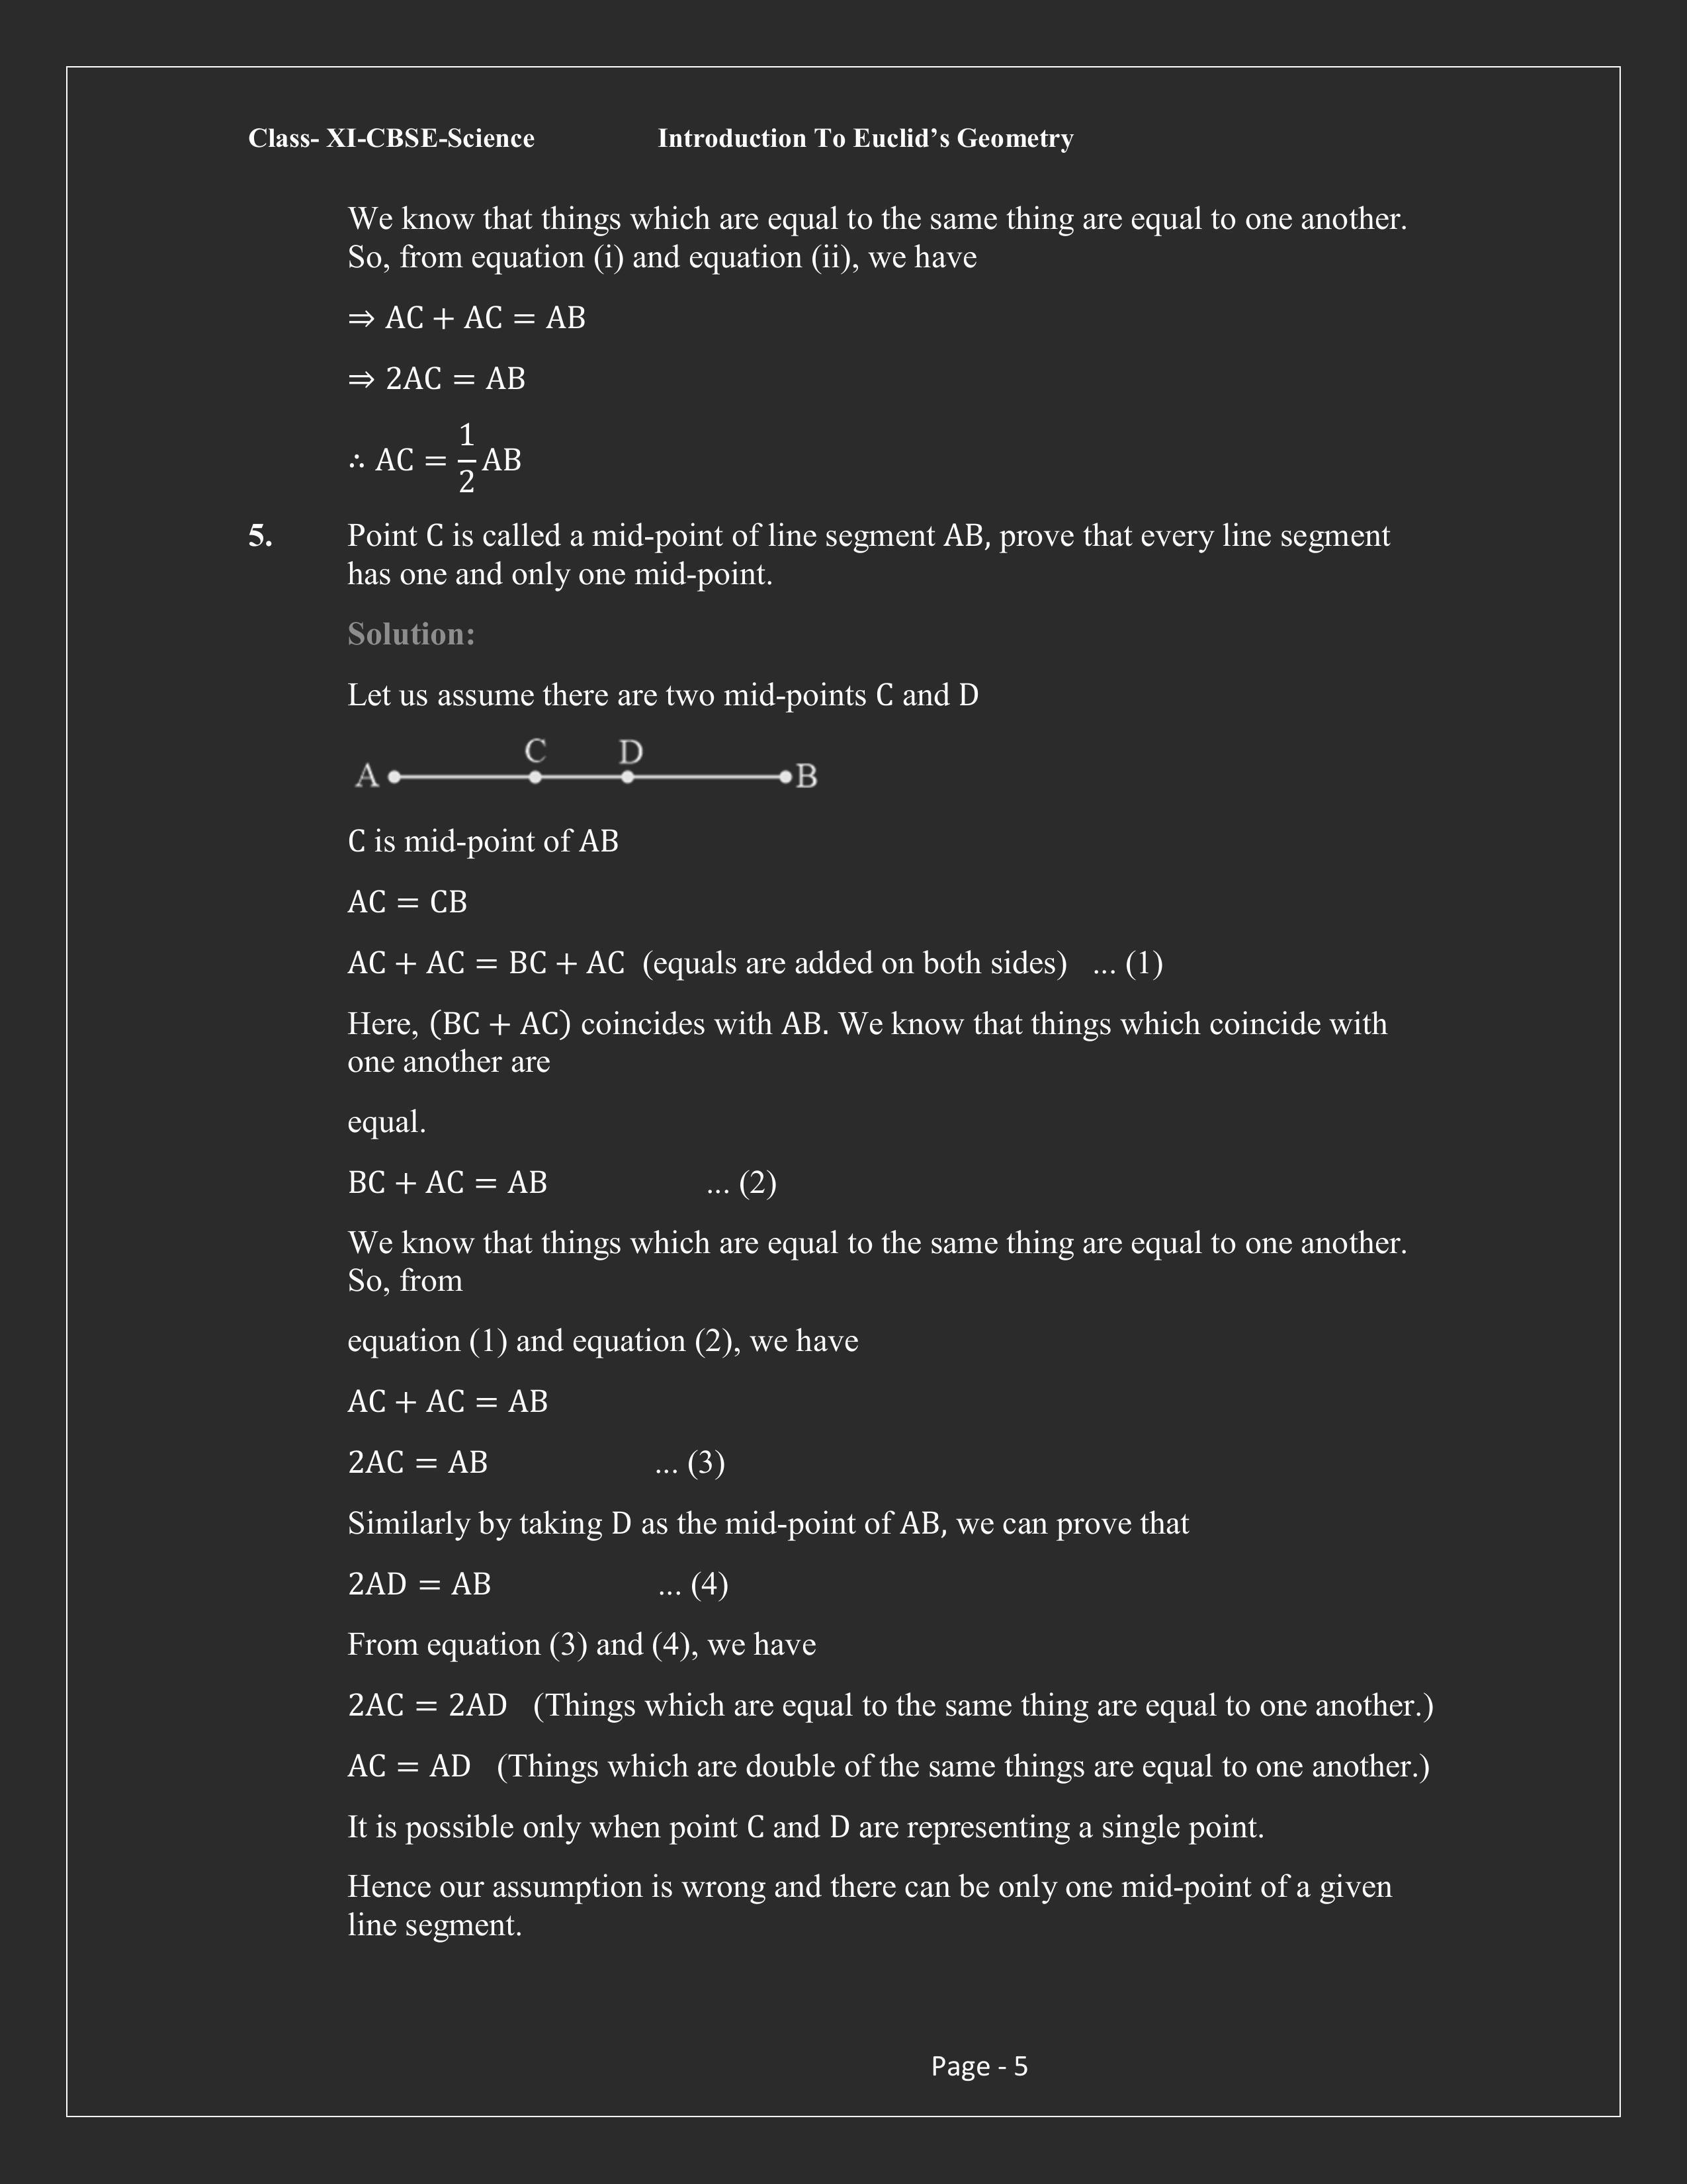 Class- XI-CBSE-Science Introduction To Euclid’s Geometry
We know that things which are equal to the same thing are equal to one another.
So, from equation (i) and equation (ii), we have
⇒ AC + AC = AB
⇒ 2AC = AB
∴ AC = 1/2 AB
5. Point C is called a mid-point of line segment AB, prove that every line segment
has one and only one mid-point.
Solution:
Let us assume there are two mid-points C and D
A C D B
C is mid-point of AB
AC = CB
AC + AC = BC + AC (equals are added on both sides) ... (1)
Here, (BC + AC) coincides with AB. We know that things which coincide with
one another are
equal.
BC + AC = AB ... (2)
We know that things which are equal to the same thing are equal to one another.
So, from
equation (1) and equation (2), we have
AC + AC = AB
2AC = AB ... (3)
Similarly by taking D as the mid-point of AB, we can prove that
2AD = AB ... (4)
From equation (3) and (4), we have
2AC = 2AD (Things which are equal to the same thing are equal to one another.)
AC = AD (Things which are double of the same things are equal to one another.)
It is possible only when point C and D are representing a single point.
Hence our assumption is wrong and there can be only one mid-point of a given
line segment.
Page - 5